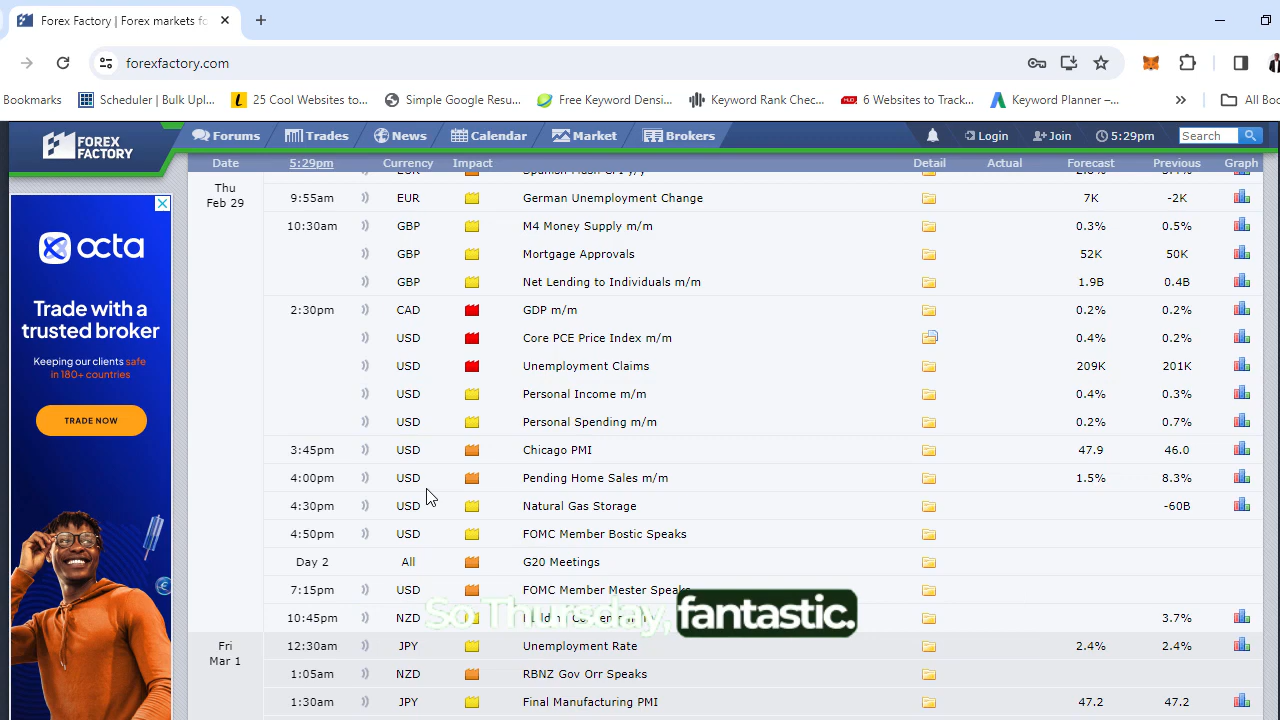 Forex Factory | Forex markets fo
forexfactory.com
Bookmarks
Scheduler | Bulk Upl...
25 Cool Websites to...
Simple Google Resu...
Free Keyword Densi...
Keyword Rank Chec...
6 Websites to Track...
Keyword Planner –...
All Bo
FOREX FACTORY
Forums
Trades
News
Calendar
Market
Brokers
Login
Join
5:29pm
Search
Date 5:29pm Currency Impact Detail Actual Forecast Previous Graph
Thu
Feb 29
9:55am EUR German Unemployment Change 7K -2K
10:30am GBP M4 Money Supply m/m 0.3% 0.5%
GBP Mortgage Approvals 52K 50K
GBP Net Lending to Individuals m/m 1.9B 0.4B
2:30pm CAD GDP m/m 0.2% 0.2%
USD Core PCE Price Index m/m 0.4% 0.2%
USD Unemployment Claims 209K 201K
USD Personal Income m/m 0.4% 0.3%
USD Personal Spending m/m 0.2% 0.7%
3:45pm USD Chicago PMI 47.9 46.0
4:00pm USD Pending Home Sales m/m 1.5% 8.3%
4:30pm USD Natural Gas Storage -60B
4:50pm USD FOMC Member Bostic Speaks
Day 2 All G20 Meetings
7:15pm USD FOMC Member Mester Speaks
10:45pm NZD 3.7%
Fri
Mar 1
12:30am JPY Unemployment Rate 2.4% 2.4%
1:05am NZD RBNZ Gov Orr Speaks
1:30am JPY Final Manufacturing PMI 47.2 47.2
octa
Trade with a
trusted broker
Keeping our clients safe
in 180+ countries
TRADE NOW
So Thursday, fantastic.